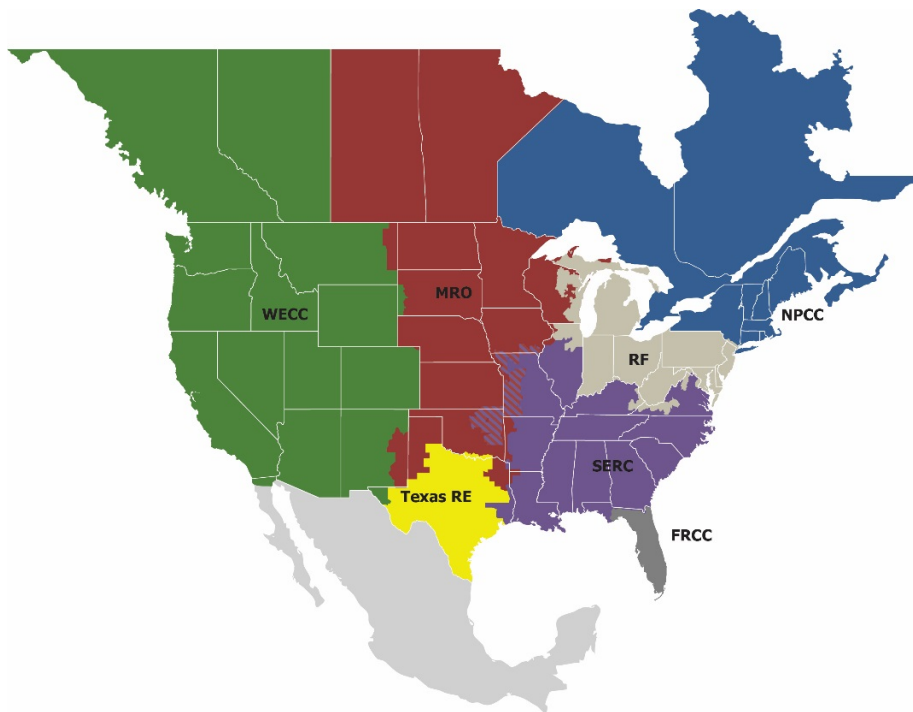 MRO
WECC
NPCC
RF
SERC
Texas RE
FRCC